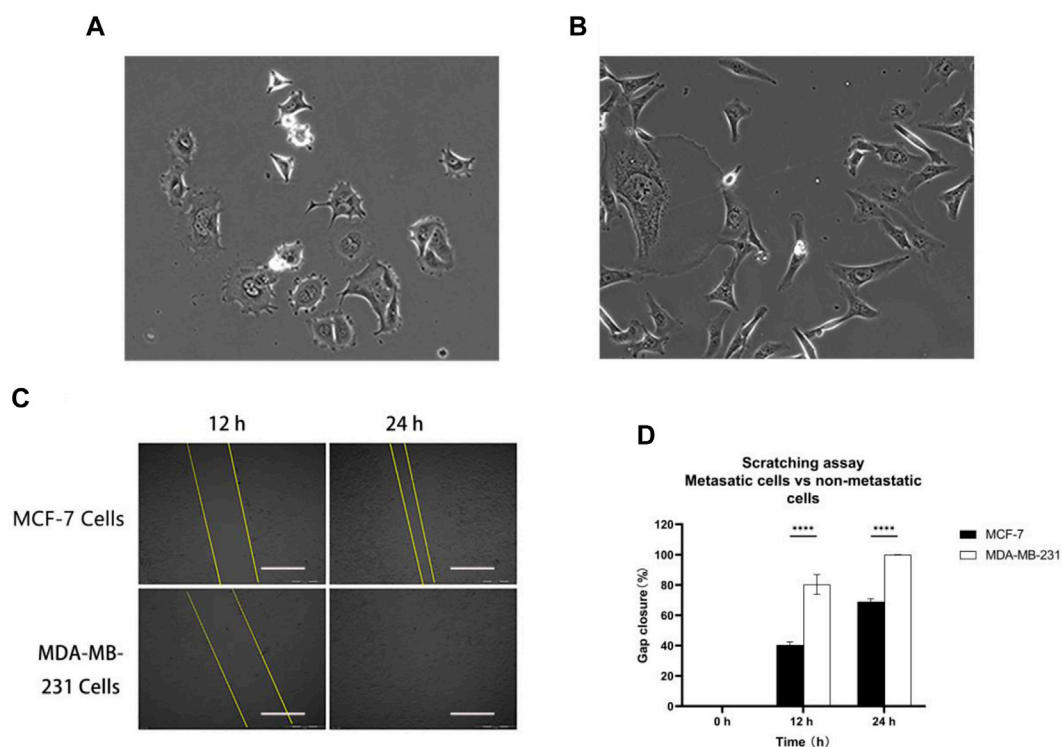 A
B
C
12 h
24 h
MCF-7 Cells
MDA-MB-
231 Cells
D
Scratching assay
Metasatic cells vs non-metastatic
cells
120
100
80
60
40
20
0
Gap closure(%)
****
****
MCF-7
MDA-MB-231
0 h
12 h
24 h
Time (h)